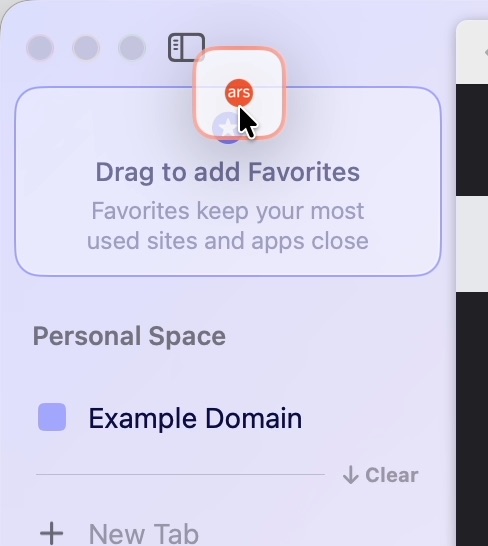 ars
Drag to add Favorites
Favorites keep your most
used sites and apps close
Personal Space
Example Domain
Clear
New Tab